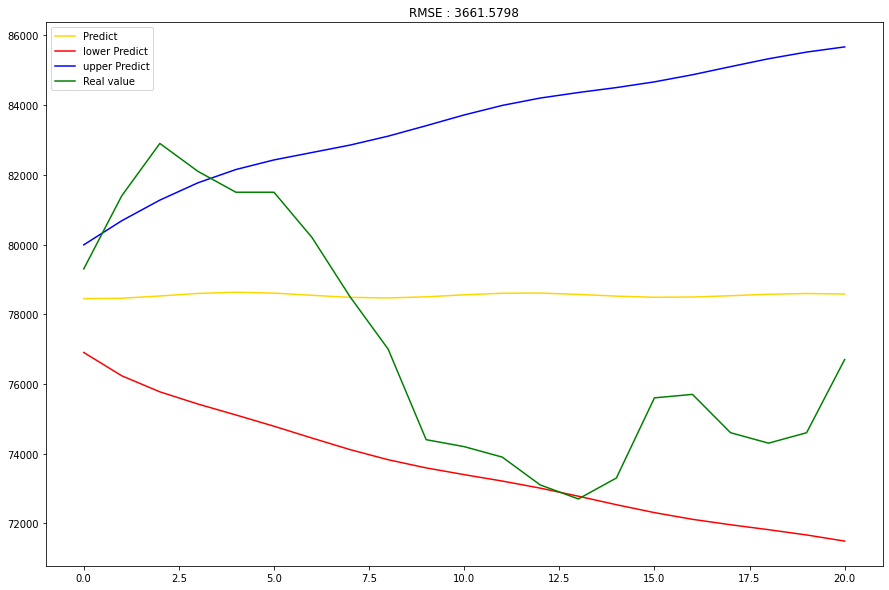 RMSE : 3661.5798
Predict
lower Predict
upper Predict
Real value
86000
84000
82000
80000
78000
76000
74000
72000
0.0 2.5 5.0 7.5 10.0 12.5 15.0 17.5 20.0